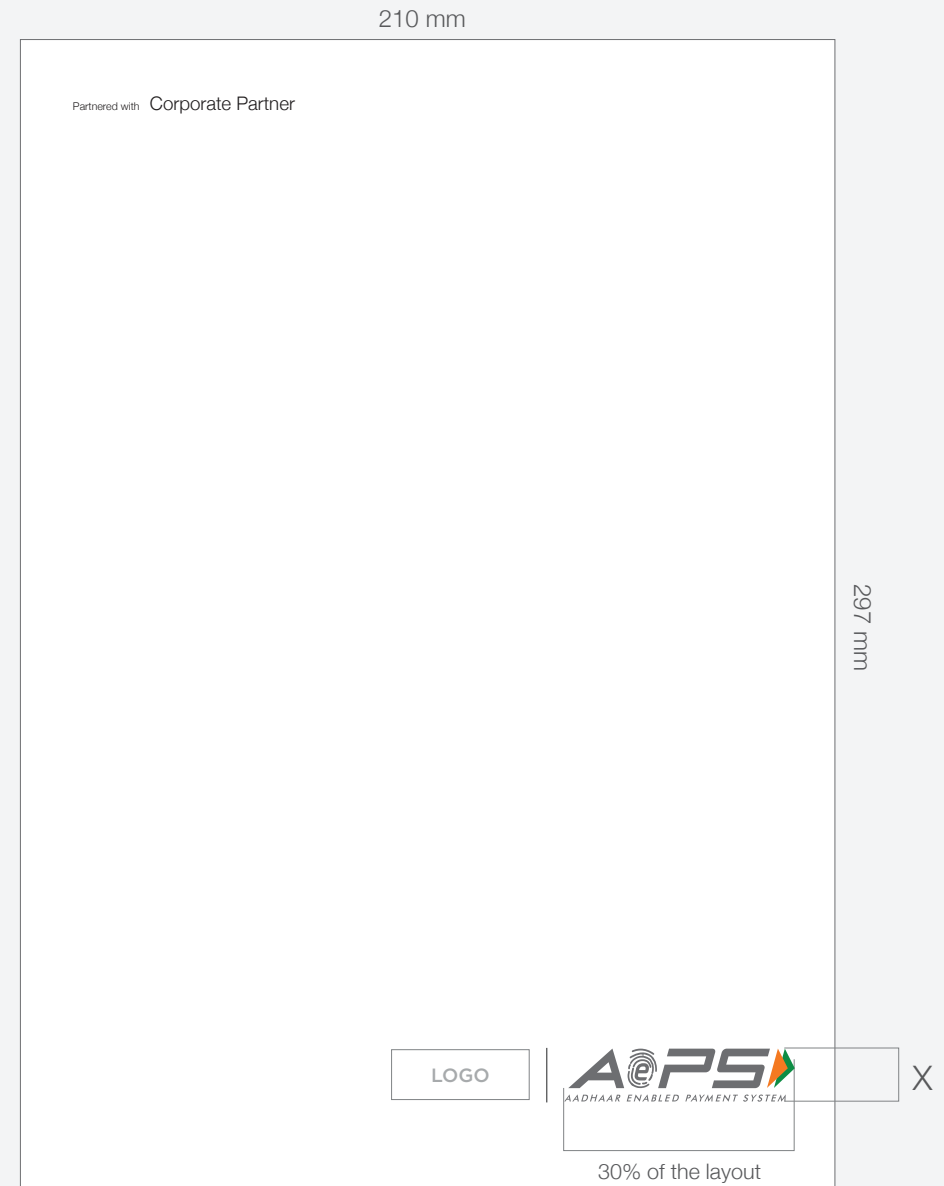 210 mm
Partnered with Corporate Partner
297 mm
LOGO
AePS
AADHAAR ENABLED PAYMENT SYSTEM
X
30% of the layout